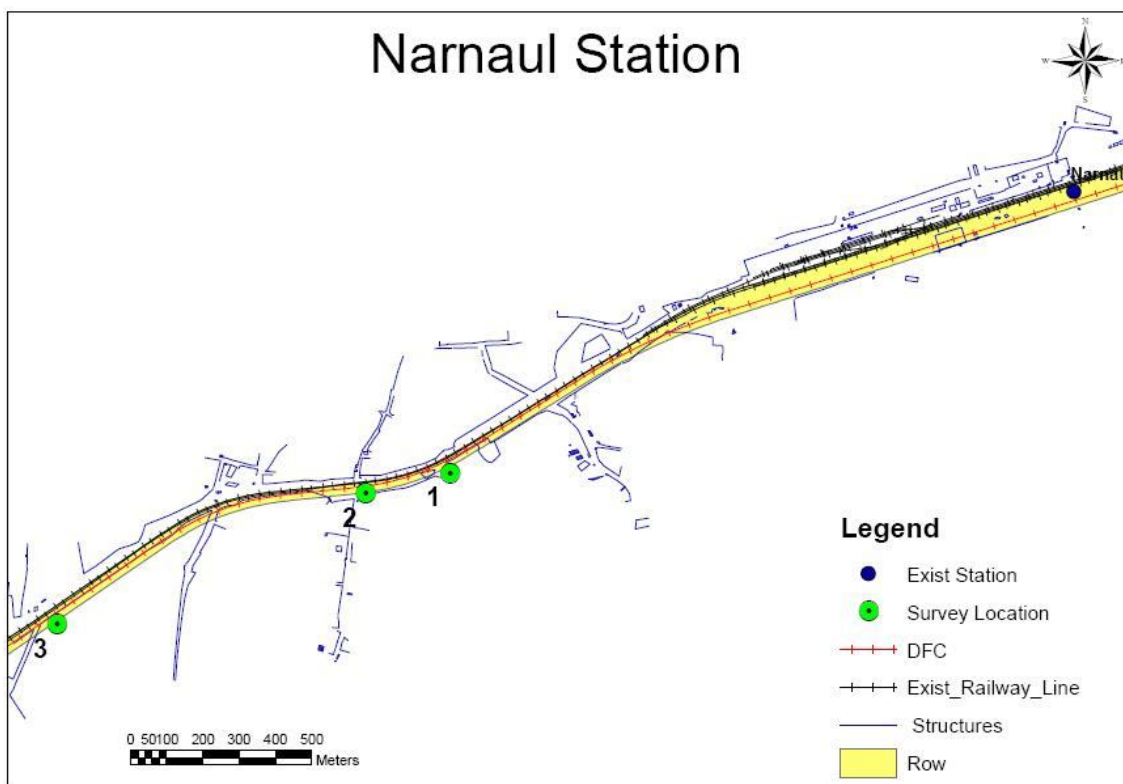 Narnaul Station
N
W
E
S
Narnau
1
2
3
Legend
Exist Station
Survey Location
DFC
Exist_Railway_Line
Structures
Row
0 50100 200 300 400 500
Meters